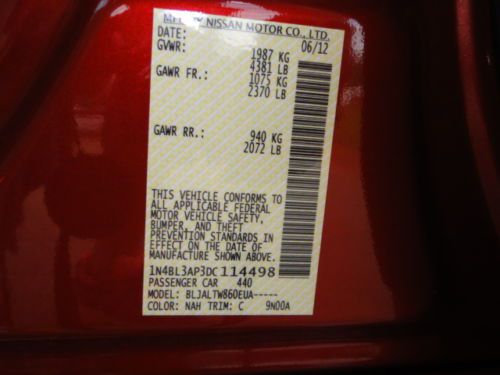 MFD BY NISSAN MOTOR CO., LTD.
DATE: 06/12
GVWR: 1987 KG
4381 LB
GAWR FR.: 1075 KG
2370 LB
GAWR RR.: 940 KG
2072 LB
THIS VEHICLE CONFORMS TO
ALL APPLICABLE FEDERAL
MOTOR VEHICLE SAFETY,
BUMPER, AND THEFT
PREVENTION STANDARDS IN
EFFECT ON THE DATE OF
MANUFACTURE SHOWN ABOVE.
1N4BL3AP3DC114498
PASSENGER CAR 440
MODEL: BLJALTW860EUA-----
COLOR: NAH TRIM: C 9N00A